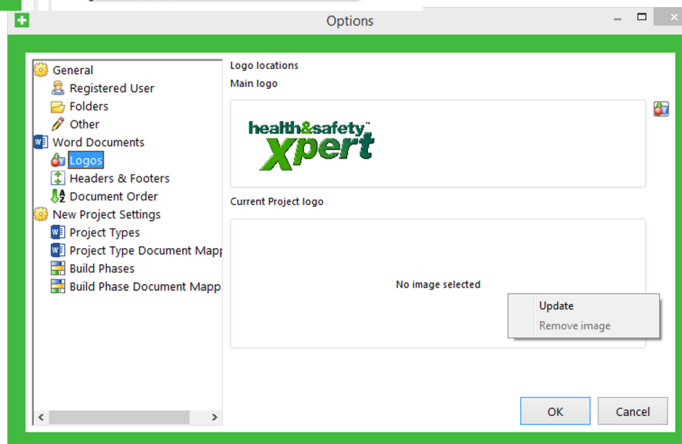 Options
General
Registered User
Folders
Other
Word Documents
Logos
Headers & Footers
Document Order
New Project Settings
Project Types
Project Type Document Mapp
Build Phases
Build Phase Document Mapp
Logo locations
Main logo
health&safety™
xpert
Current Project logo
No image selected
Update
Remove image
OK
Cancel